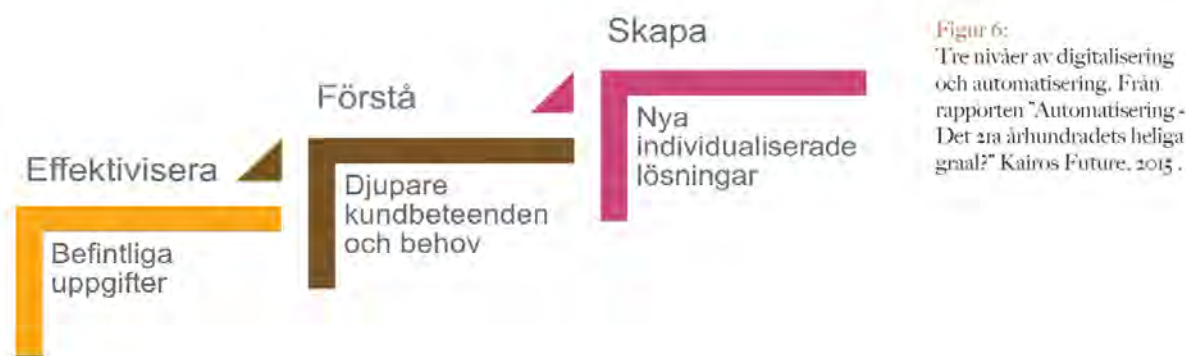 Effektivisera
Befintliga
uppgifter
Förstå
Djupare
kundbeteenden
och behov
Skapa
Nya
individualiserade
lösningar
Figur 6:
Tre nivåer av digitalisering
och automatisering. Från
rapporten "Automatisering -
Det 21a århundradets heliga
graal?" Kairos Future. 2015 .